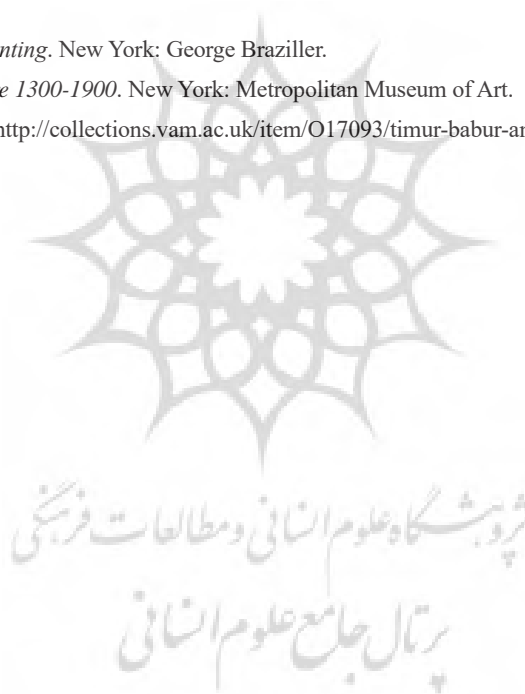 nting. New York: George Braziller.
e 1300-1900. New York: Metropolitan Museum of Art.
http://collections.vam.ac.uk/item/O17093/timur-babur-an
پژوهشگاه علوم انسانی و مطالعات فرهنگی
پرتال جامع علوم انسانی